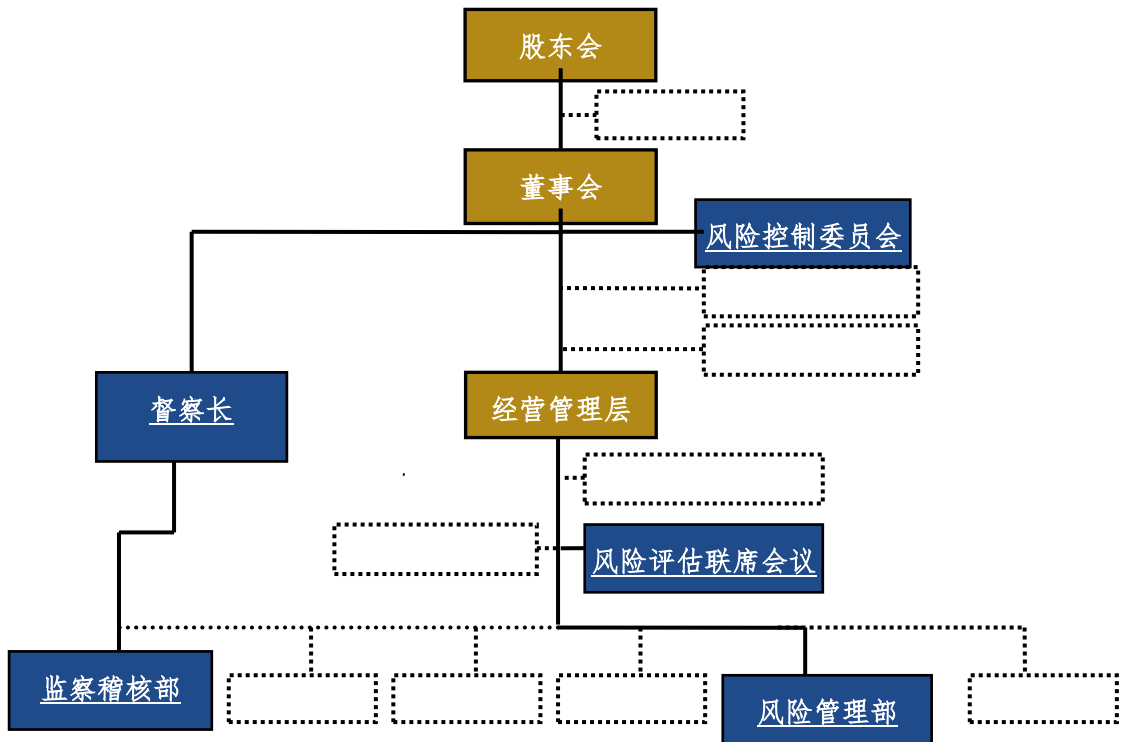 股东会
董事会
风险控制委员会
督察长
经营管理层
风险评估联席会议
监察稽核部
风险管理部